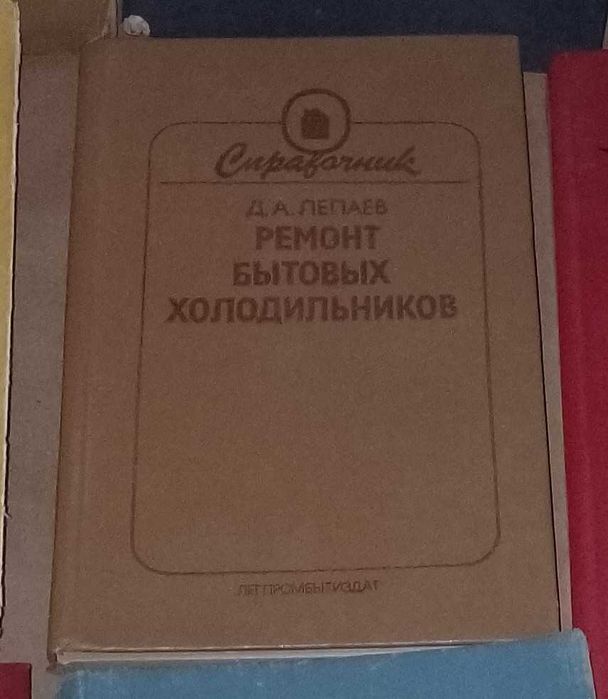 Справочник
Д.А.ЛЕПАЕВ
РЕМОНТ
БЫТОВЫХ
ХОЛОДИЛЬНИКОВ
ЛЕГПРОМБЫТИЗДАТ